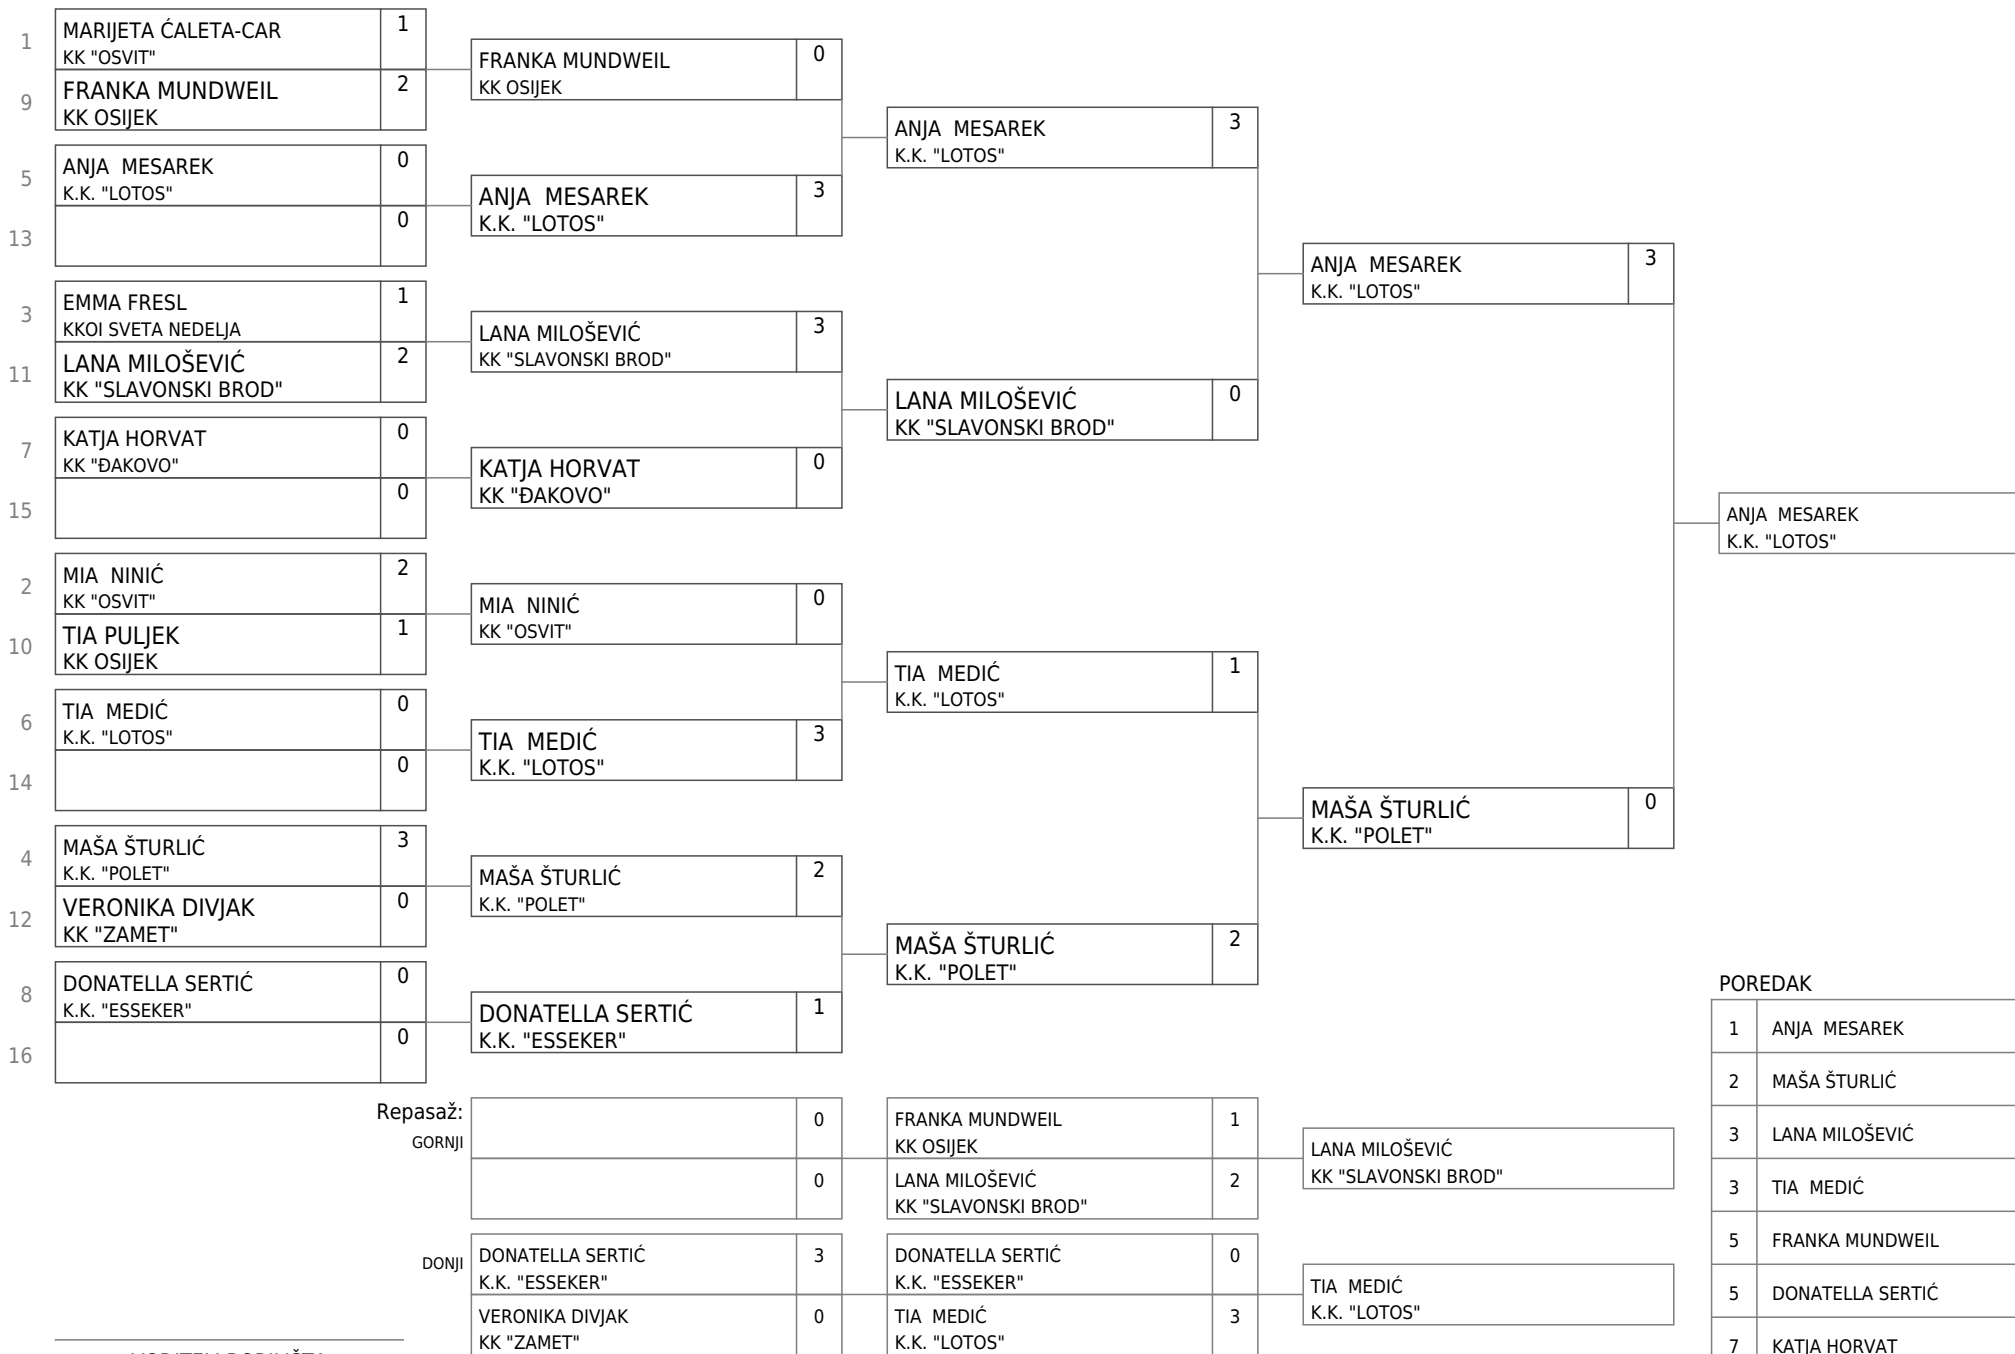 1
MARIJETA ĆALETA-CAR
KK "OSVIT"
1
9
FRANKA MUNDWEIL
KK OSIJEK
2
5
ANJA  MESAREK
K.K. "LOTOS"
0
13
0
3
EMMA FRESL
KKOI SVETA NEDELJA
1
11
LANA MILOŠEVIĆ
KK "SLAVONSKI BROD"
2
7
KATJA HORVAT
KK "ĐAKOVO"
0
15
0
2
MIA  NINIĆ
KK "OSVIT"
2
10
TIA PULJEK
KK OSIJEK
1
6
TIA  MEDIĆ
K.K. "LOTOS"
0
14
0
4
MAŠA ŠTURLIĆ
K.K. "POLET"
3
12
VERONIKA DIVJAK
KK "ZAMET"
0
8
DONATELLA SERTIĆ
K.K. "ESSEKER"
0
16
0
FRANKA MUNDWEIL
KK OSIJEK
0
ANJA  MESAREK
K.K. "LOTOS"
3
LANA MILOŠEVIĆ
KK "SLAVONSKI BROD"
3
KATJA HORVAT
KK "ĐAKOVO"
0
MIA  NINIĆ
KK "OSVIT"
0
TIA  MEDIĆ
K.K. "LOTOS"
3
MAŠA ŠTURLIĆ
K.K. "POLET"
2
DONATELLA SERTIĆ
K.K. "ESSEKER"
1
ANJA  MESAREK
K.K. "LOTOS"
3
LANA MILOŠEVIĆ
KK "SLAVONSKI BROD"
0
TIA  MEDIĆ
K.K. "LOTOS"
1
MAŠA ŠTURLIĆ
K.K. "POLET"
2
ANJA  MESAREK
K.K. "LOTOS"
3
MAŠA ŠTURLIĆ
K.K. "POLET"
0
ANJA  MESAREK
K.K. "LOTOS"
Repasaž:
GORNJI
0
0
FRANKA MUNDWEIL
KK OSIJEK
1
LANA MILOŠEVIĆ
KK "SLAVONSKI BROD"
2
LANA MILOŠEVIĆ
KK "SLAVONSKI BROD"
DONJI
DONATELLA SERTIĆ
K.K. "ESSEKER"
3
VERONIKA DIVJAK
KK "ZAMET"
0
DONATELLA SERTIĆ
K.K. "ESSEKER"
0
TIA  MEDIĆ
K.K. "LOTOS"
3
TIA  MEDIĆ
K.K. "LOTOS"
POREDAK
1 ANJA  MESAREK
2 MAŠA ŠTURLIĆ
3 LANA MILOŠEVIĆ
3 TIA  MEDIĆ
5 FRANKA MUNDWEIL
5 DONATELLA SERTIĆ
7 KATJA HORVAT